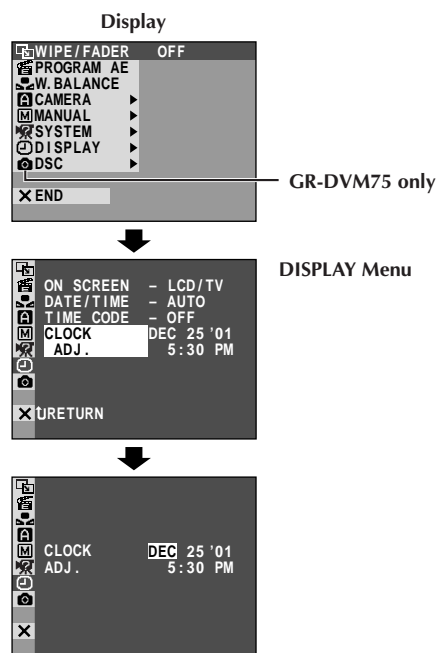 Display
WIPE/FADER OFF
PROGRAM AE
W. BALANCE
CAMERA
MANUAL
SYSTEM
DISPLAY
DSC
END
GR-DVM75 only
DISPLAY Menu
ON SCREEN – LCD/TV
DATE/TIME – AUTO
TIME CODE – OFF
CLOCK DEC 25 '01
ADJ. 5:30 PM
RETURN
CLOCK DEC 25 '01
ADJ. 5:30 PM